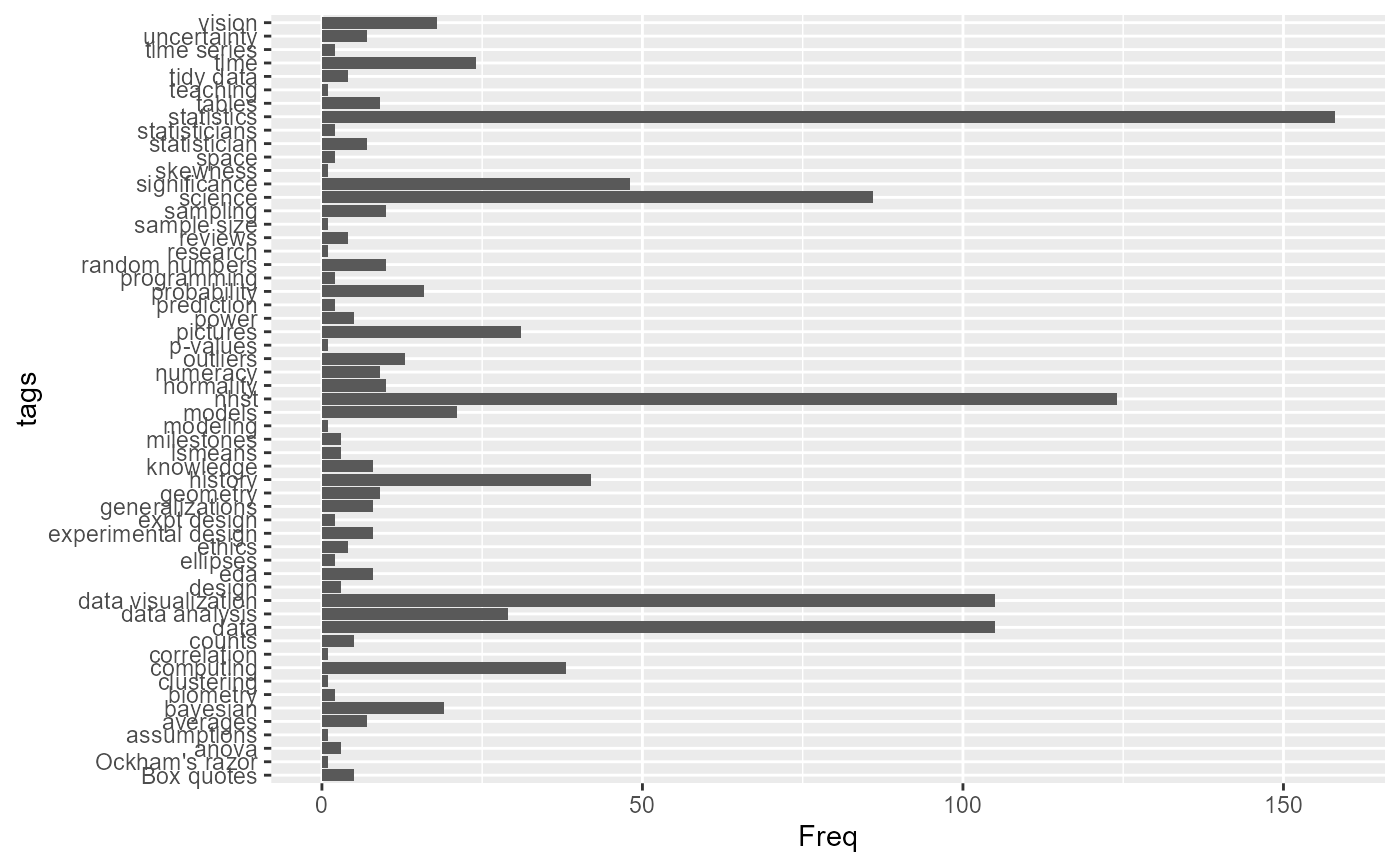 vision
uncertainty
time series
time
tidy data
teaching
tables
statistics
statisticians
statistician
space
skewness
significance
science
sampling
sample size
reviews
research
random numbers
programming
probability
prediction
power
pictures
p-values
outliers
numeracy
normality
nhst
models
modeling
milestones
lsmeans
knowledge
history
geometry
generalizations
expt design
experimental design
ethics
ellipses
eda
design
data visualization
data analysis
data
counts
correlation
computing
clustering
biometry
bayesian
averages
assumptions
anova
Ockham's razor
Box quotes
tags
0 50 100 150
Freq